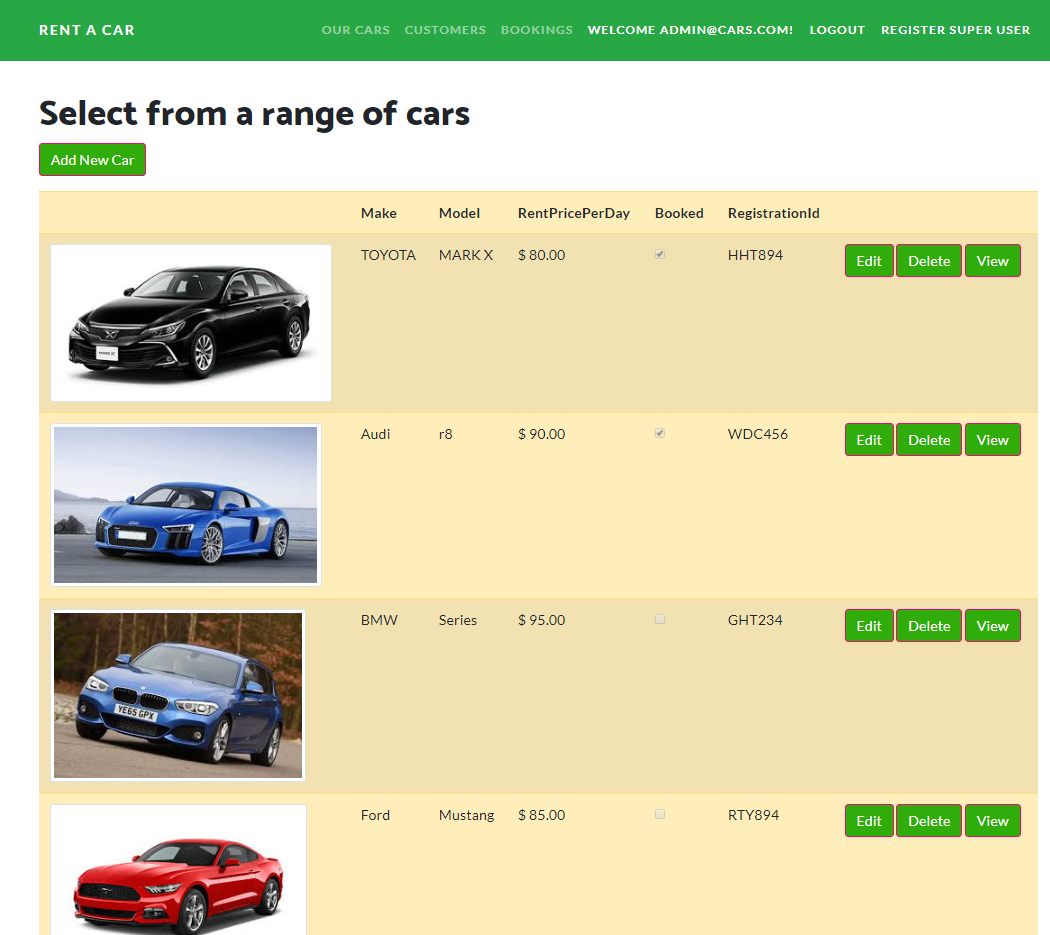 RENT A CAR OUR CARS CUSTOMERS BOOKINGS WELCOME ADMIN@CARS.COM! LOGOUT REGISTER SUPER USER
Select from a range of cars
Add New Car
Make Model RentPricePerDay Booked RegistrationId
TOYOTA MARK X $ 80.00 HHT894 Edit Delete View
MARK X
Audi r8 $ 90.00 WDC456 Edit Delete View
BMW Series $ 95.00 GHT234 Edit Delete View
YE65 GPX
Ford Mustang $ 85.00 RTY894 Edit Delete View